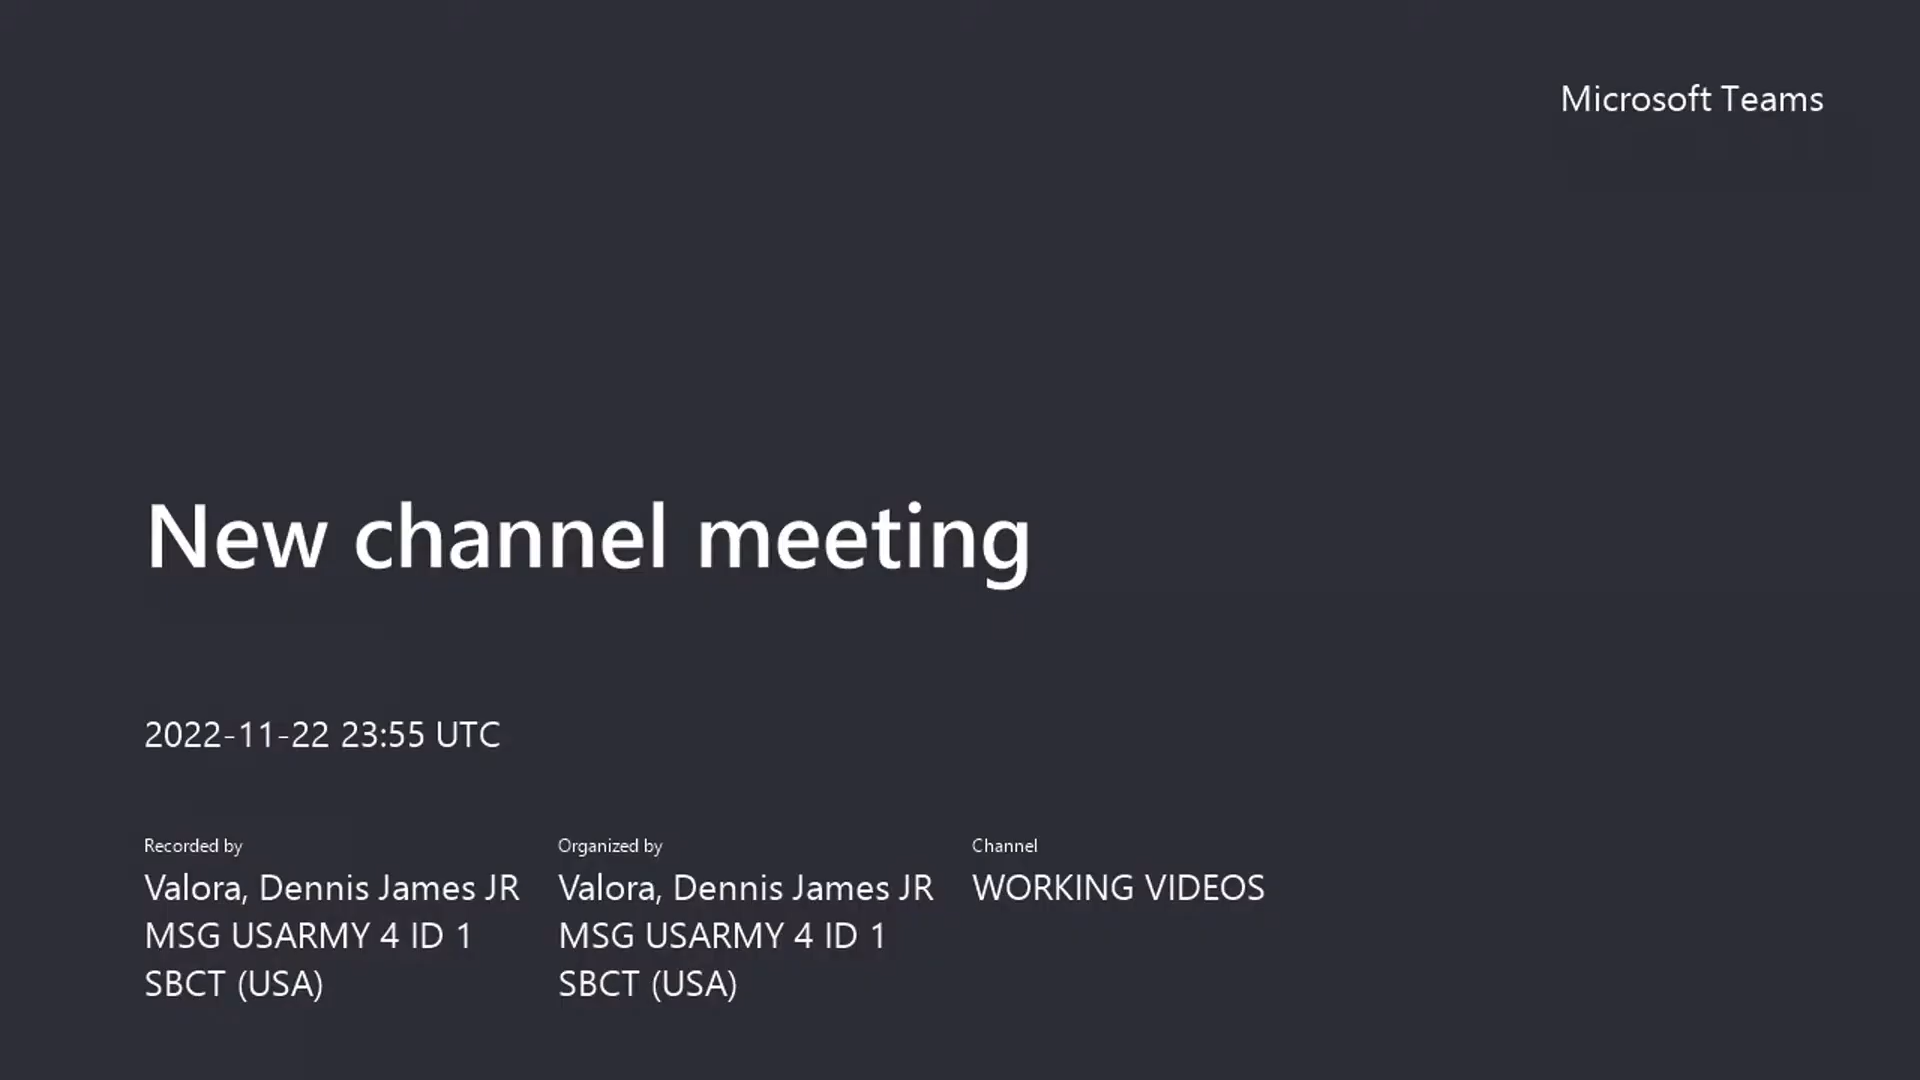 Microsoft Teams
New channel meeting
2022-11-22 23:55 UTC
Recorded by
Valora, Dennis James JR
MSG USARMY 4 ID 1
SBCT (USA)
Organized by
Valora, Dennis James JR
MSG USARMY 4 ID 1
SBCT (USA)
Channel
WORKING VIDEOS